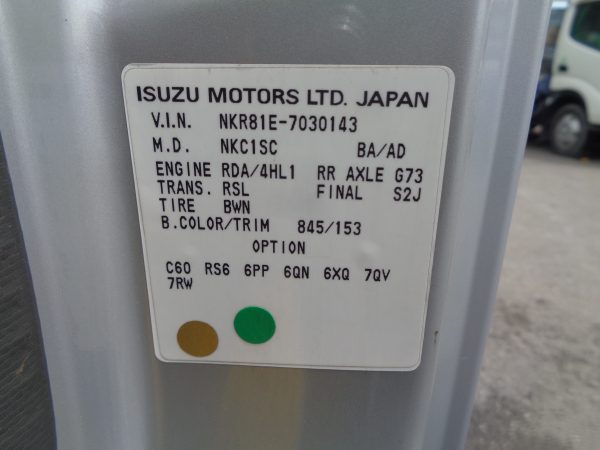 ISUZU MOTORS LTD. JAPAN
V.I.N. NKR81E-7030143
M.D. NKC1SC BA/AD
ENGINE RDA/4HL1 RR AXLE G73
TRANS. RSL FINAL S2J
TIRE BWN
B.COLOR/TRIM 845/153
OPTION
C60 RS6 6PP 6QN 6XQ 7QV
7RW